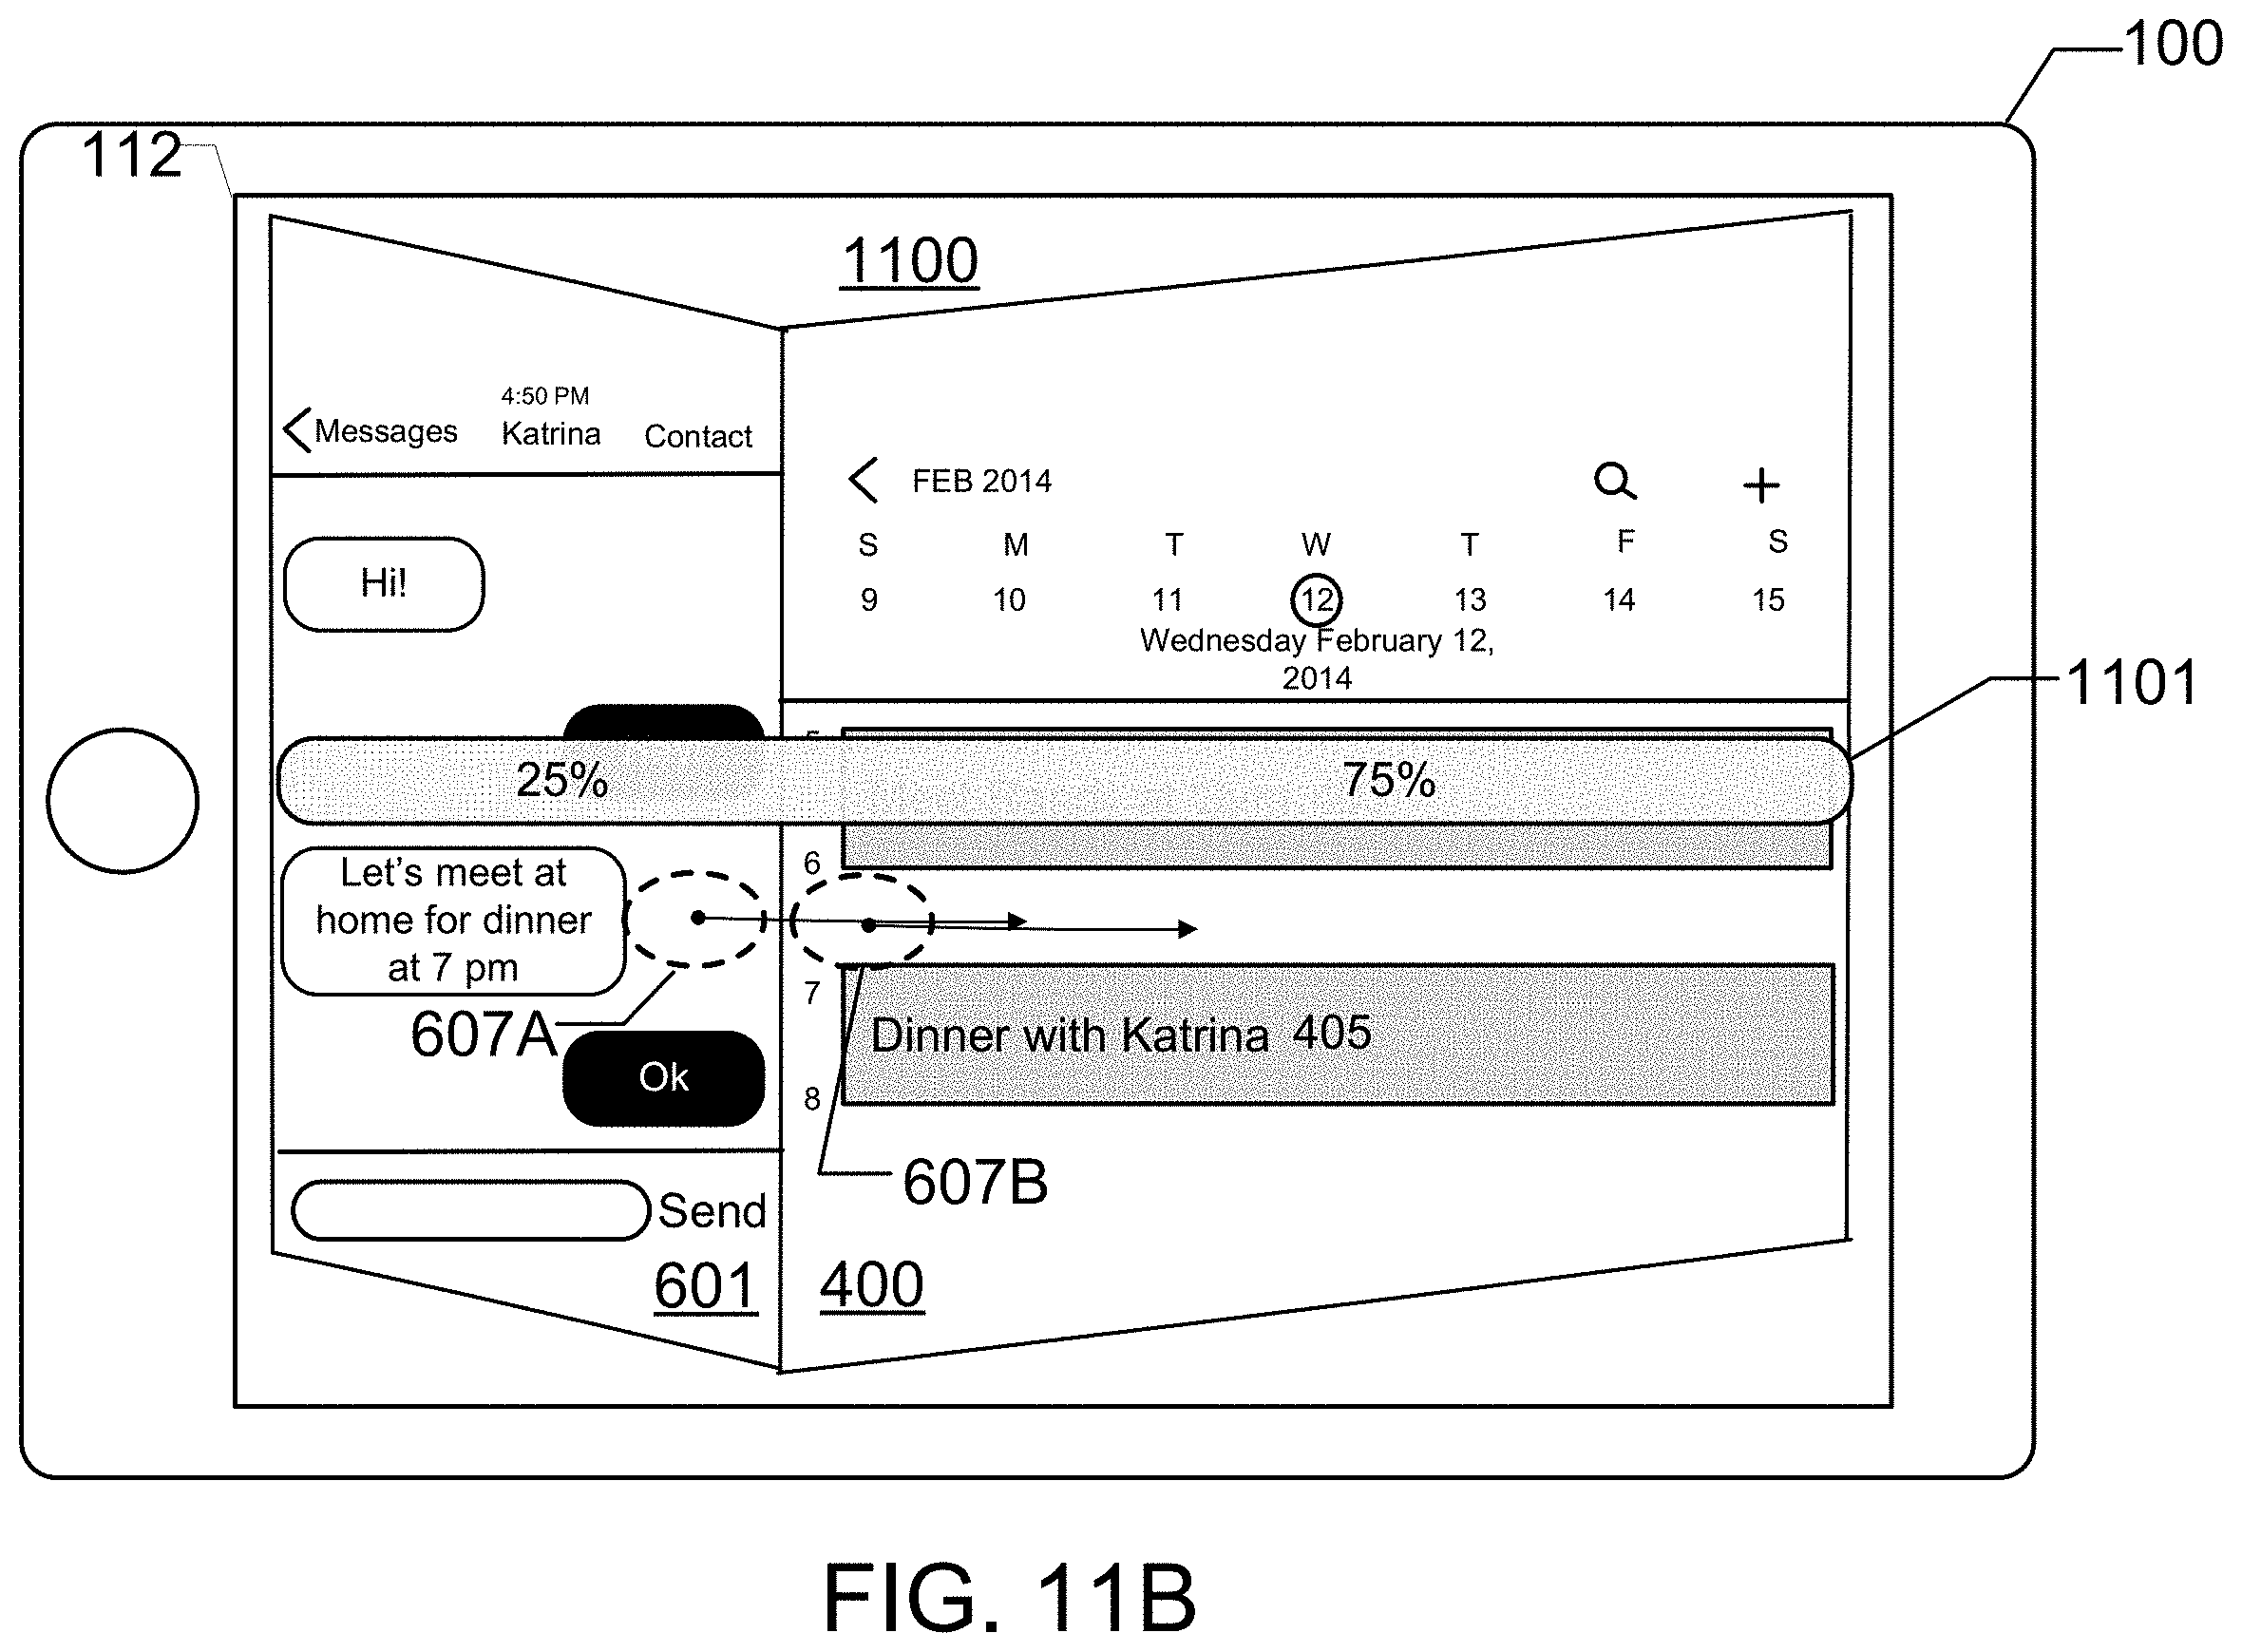 100
112
1100
4:50 PM
Messages Katrina Contact
FEB 2014
S M T W T F S
9 10 11 12 13 14 15
Wednesday February 12,
2014
Hi!
1101
25% 75%
6
Let's meet at
home for dinner
at 7 pm
7
607A
Dinner with Katrina 405
Ok
8
607B
Send
601 400
FIG. 11B